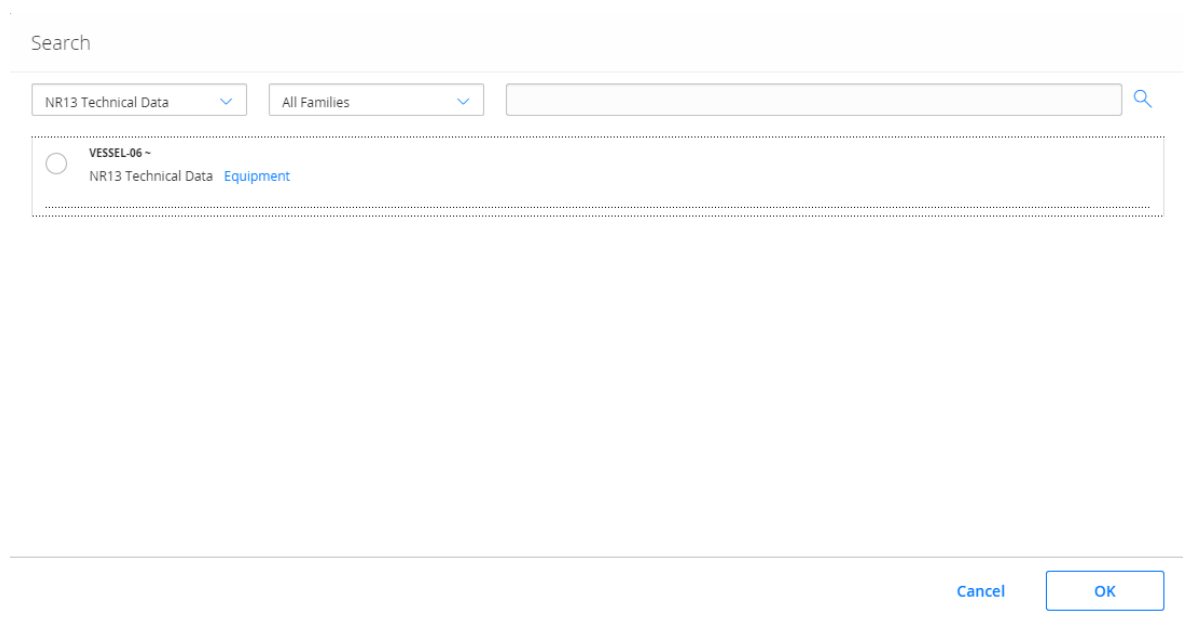 Search
NR13 Technical Data All Families
VESSEL-06 ~
NR13 Technical Data Equipment
Cancel OK